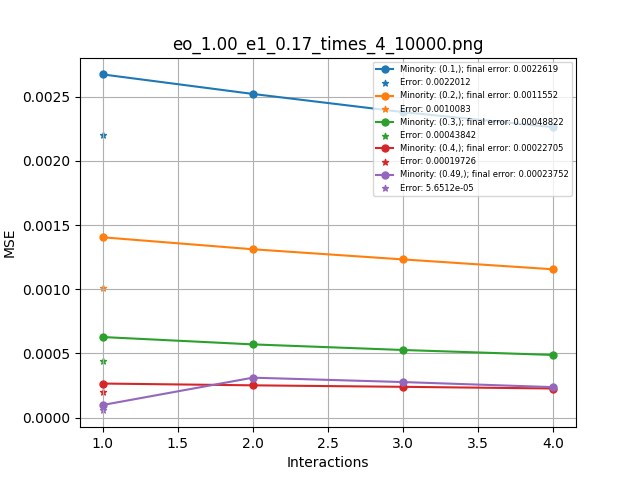 eo_1.00_e1_0.17_times_4_10000.png
Minority: (0.1,); final error: 0.0022619
Error: 0.0022012
Minority: (0.2,); final error: 0.0011552
Error: 0.0010083
Minority: (0.3,); final error: 0.00048822
Error: 0.00043842
Minority: (0.4,); final error: 0.00022705
Error: 0.00019726
Minority: (0.49,); final error: 0.00023752
Error: 5.6512e-05
0.0025
0.0020
0.0015
0.0010
0.0005
0.0000
MSE
1.0 1.5 2.0 2.5 3.0 3.5 4.0
Interactions